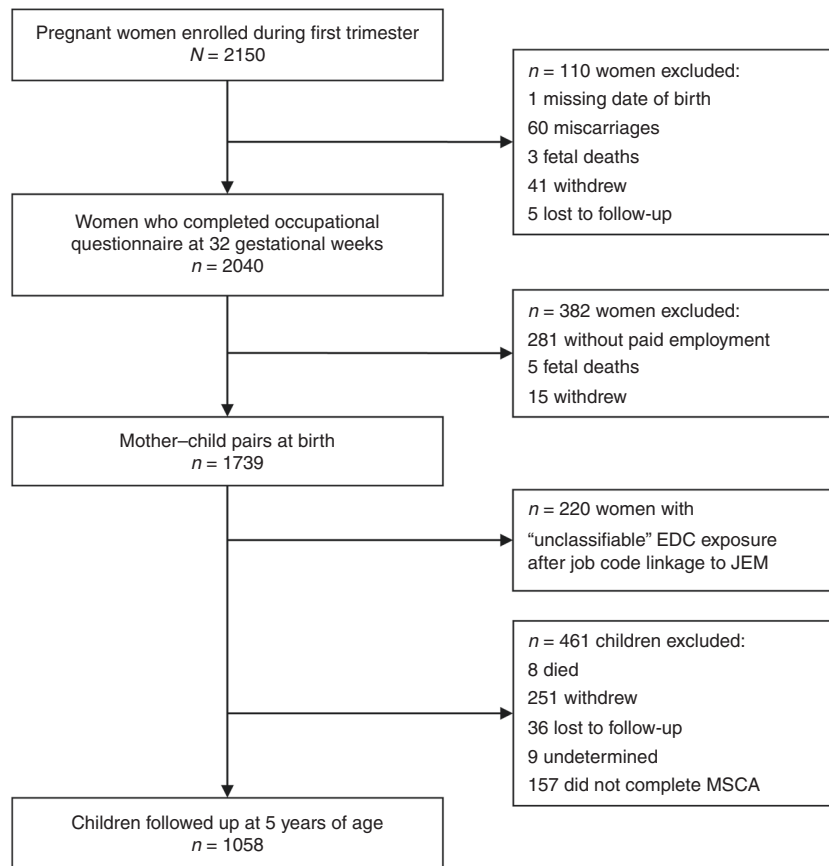 Pregnant women enrolled during first trimester
N = 2150
n = 110 women excluded:
1 missing date of birth
60 miscarriages
3 fetal deaths
41 withdrew
5 lost to follow-up
Women who completed occupational
questionnaire at 32 gestational weeks
n = 2040
n = 382 women excluded:
281 without paid employment
5 fetal deaths
15 withdrew
Mother–child pairs at birth
n = 1739
n = 220 women with
“unclassifiable” EDC exposure
after job code linkage to JEM
n = 461 children excluded:
8 died
251 withdrew
36 lost to follow-up
9 undetermined
157 did not complete MSCA
Children followed up at 5 years of age
n = 1058